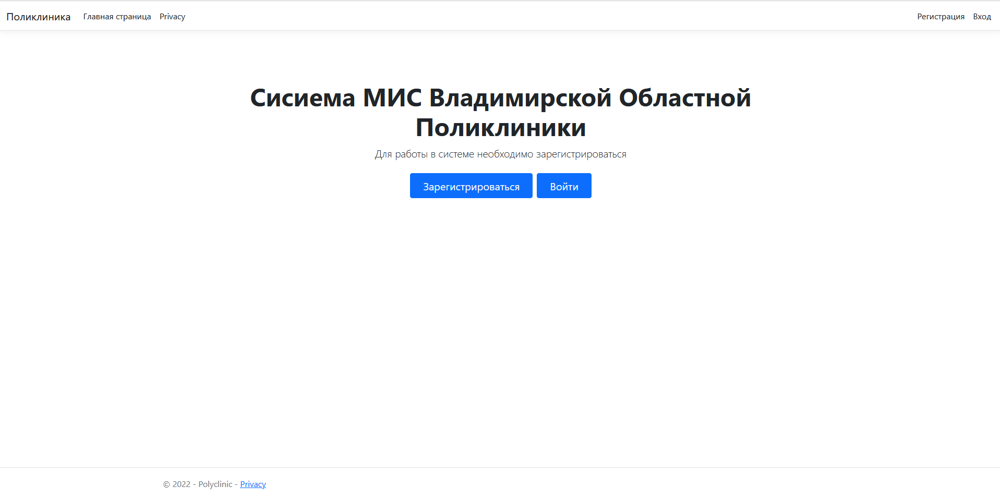 Поликлиника Главная страница Privacy Регистрация Вход
Сисиема МИС Владимирской Областной
Поликлиники
Для работы в системе необходимо зарегистрироваться
Зарегистрироваться Войти
© 2022 - Polyclinic - Privacy